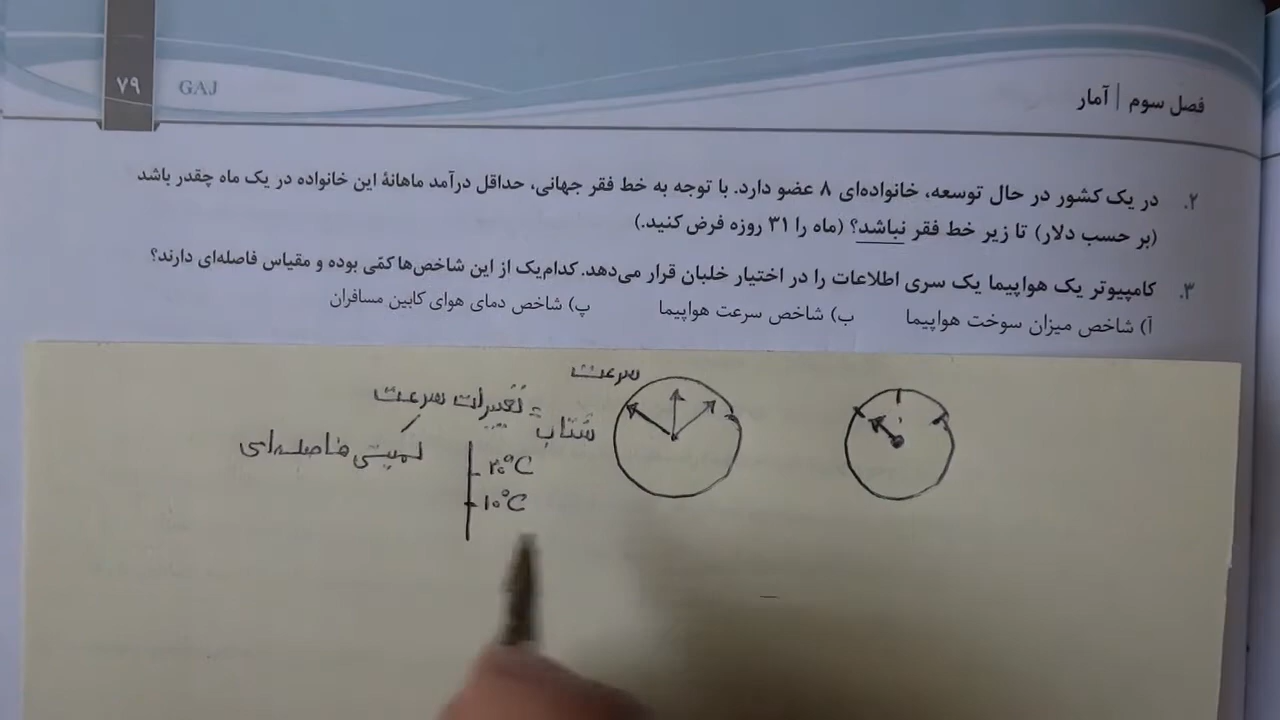 ۷۹
GAJ
فصل سوم | آمار
۲. در یک کشور در حال توسعه، خانواده‌ای ۸ عضو دارد. با توجه به خط فقر جهانی، حداقل درآمد ماهانهٔ این خانواده در یک ماه چقدر باشد
(بر حسب دلار) تا زیر خط فقر نباشد؟ (ماه را ۳۱ روزه فرض کنید.)
۳. کامپیوتر یک هواپیما یک سری اطلاعات را در اختیار خلبان قرار می‌دهد. کدام‌یک از این شاخص‌ها کمّی بوده و مقیاس فاصله‌ای دارند؟
آ) شاخص میزان سوخت هواپیما ب) شاخص سرعت هواپیما پ) شاخص دمای هوای کابین مسافران
سرعت
شتاب = تغییرات سرعت
کمیتی فاصله‌ای
۲۰°C
۱۰°C